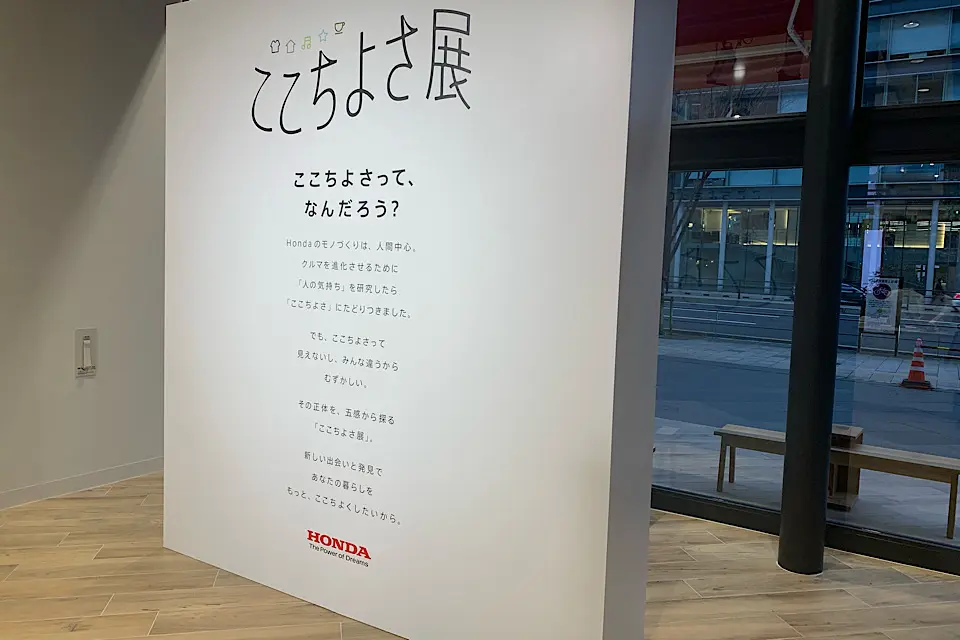 ここちよさ展
ここちよさって、
なんだろう?
Hondaのモノづくりは、人間中心。
クルマを進化させるために
「人の気持ち」を研究したら
「ここちよさ」にたどりつきました。
でも、ここちよさって
見えないし、みんな違うから
むずかしい。
その正体を、五感から探る
「ここちよさ展」。
新しい出会いと発見で
あなたの暮らしを
もっと、ここちよくしたいから。
HONDA
The Power of Dreams